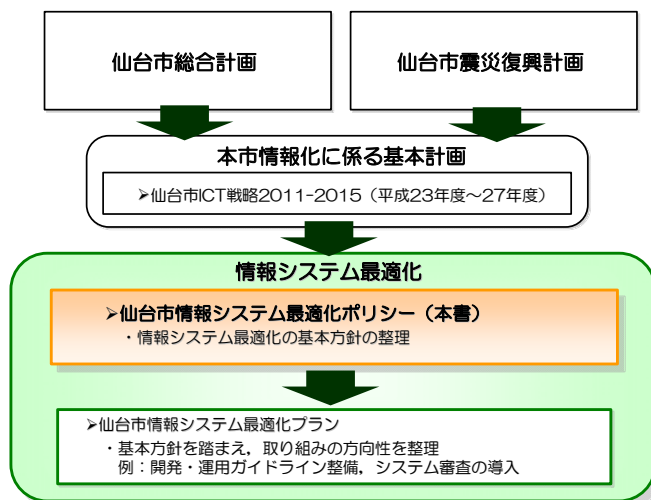 仙台市総合計画
仙台市震災復興計画
本市情報化に係る基本計画
➢仙台市ICT戦略2011-2015（平成23年度～27年度）
情報システム最適化
➢仙台市情報システム最適化ポリシー（本書）
・情報システム最適化の基本方針の整理
➢仙台市情報システム最適化プラン
・基本方針を踏まえ，取り組みの方向性を整理
例：開発・運用ガイドライン整備，システム審査の導入